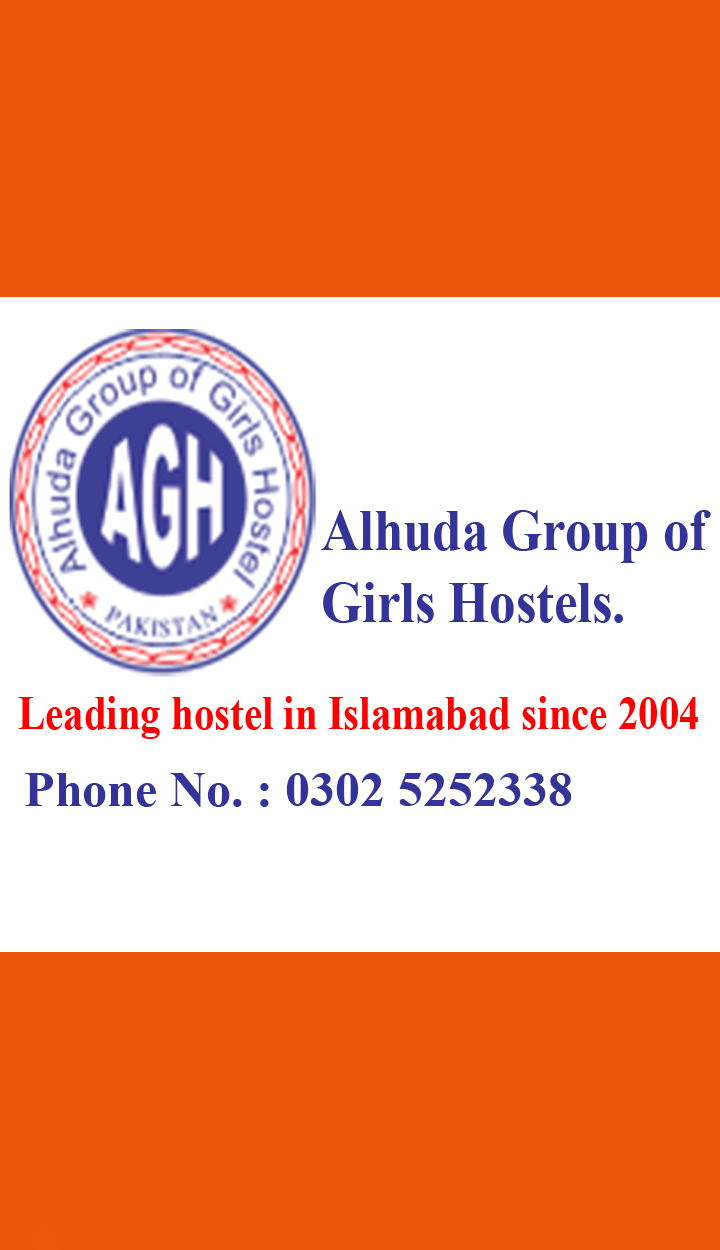 Alhuda Group of Girls Hostel
AGH
PAKISTAN
Alhuda Group of
Girls Hostels.
Leading hostel in Islamabad since 2004
Phone No. : 0302 5252338